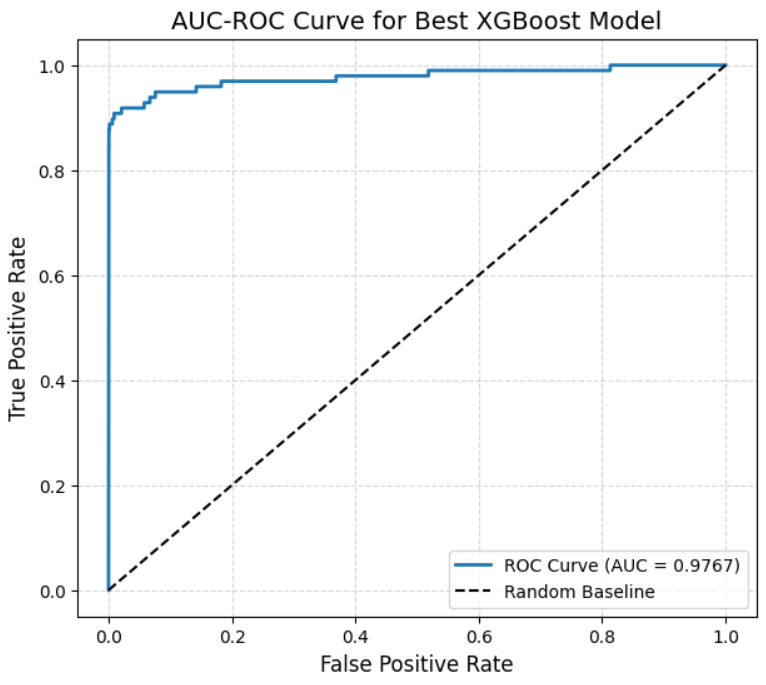 AUC-ROC Curve for Best XGBoost Model
True Positive Rate
1.0
0.8
0.6
0.4
0.2
0.0
ROC Curve (AUC = 0.9767)
Random Baseline
0.0 0.2 0.4 0.6 0.8 1.0
False Positive Rate